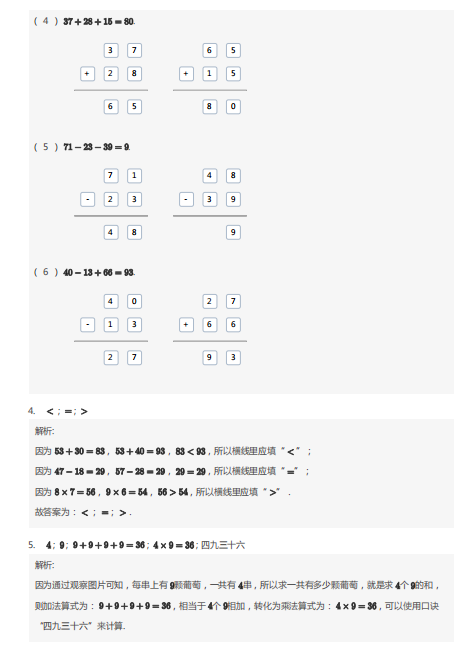 ( 4 ) 37 + 28 + 15 = 80.
3 7 6 5
+ 2 8 + 1 5
6 5 8 0
( 5 ) 71 − 23 − 39 = 9.
7 1 4 8
- 2 3 - 3 9
4 8 9
( 6 ) 40 − 13 + 66 = 93.
4 0 2 7
- 1 3 + 6 6
2 7 9 3
4. < ; = ; >
解析:
因为 53 + 30 = 83 , 53 + 40 = 93 , 83 < 93 , 所以横线里应填 “ < ” ;
因为 47 − 18 = 29 , 57 − 28 = 29 , 29 = 29 , 所以横线里应填 “ = ” ;
因为 8 × 7 = 56 , 9 × 6 = 54 , 56 > 54 , 所以横线里应填 “ > ” .
故答案为 : < ; = ; > .
5. 4 ; 9 ; 9 + 9 + 9 + 9 = 36 ; 4 × 9 = 36 ; 四九三十六
解析:
因为通过观察图片可知 , 每串上有 9颗葡萄 , 一共有 4串 , 所以求一共有多少颗葡萄 , 就是求 4个 9的和 ,
则加法算式为 : 9 + 9 + 9 + 9 = 36 , 相当于 4个 9相加 , 转化为乘法算式为 : 4 × 9 = 36 , 可以使用口诀
“四九三十六” 来计算.